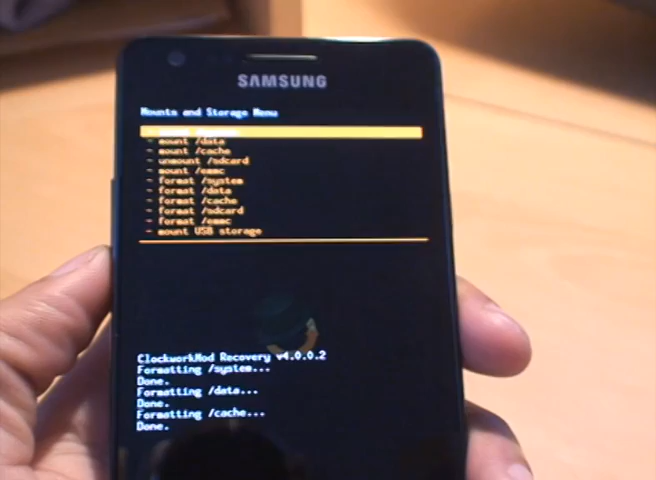 SAMSUNG
Mounts and Storage Menu
- mount /data
- mount /cache
- unmount /sdcard
- mount /emmc
- format /system
- format /data
- format /cache
- format /sdcard
- format /emmc
- mount USB storage
ClockworkMod Recovery v4.0.0.2
Formatting /system...
Done.
Formatting /data...
Done.
Formatting /cache...
Done.